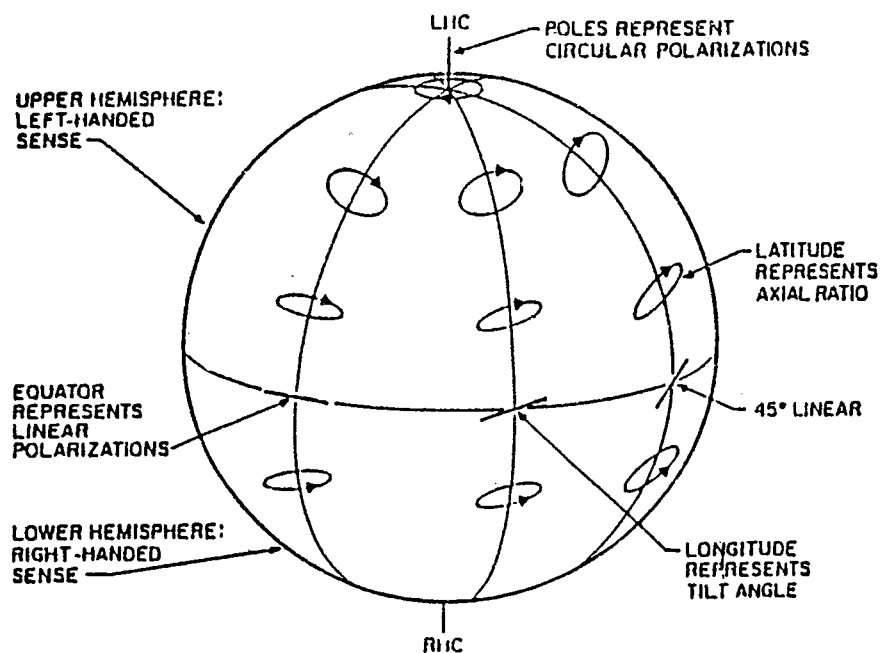 LHC
POLES REPRESENT
CIRCULAR POLARIZATIONS
UPPER HEMISPHERE:
LEFT-HANDED
SENSE
LATITUDE
REPRESENTS
AXIAL RATIO
EQUATOR
REPRESENTS
LINEAR
POLARIZATIONS
45° LINEAR
LOWER HEMISPHERE:
RIGHT-HANDED
SENSE
LONGITUDE
REPRESENTS
TILT ANGLE
RHC